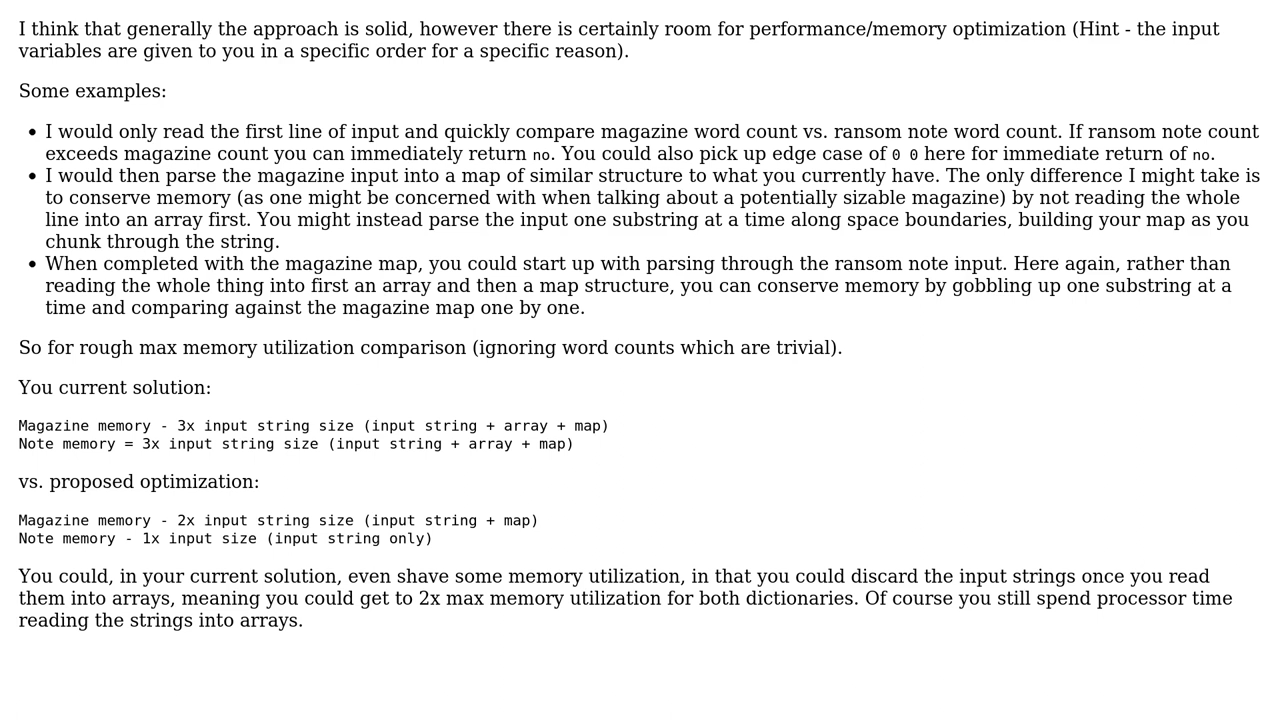 I think that generally the approach is solid, however there is certainly room for performance/memory optimization (Hint - the input
variables are given to you in a specific order for a specific reason).
Some examples:
• I would only read the first line of input and quickly compare magazine word count vs. ransom note word count. If ransom note count
exceeds magazine count you can immediately return no. You could also pick up edge case of 0 0 here for immediate return of no.
• I would then parse the magazine input into a map of similar structure to what you currently have. The only difference I might take is
to conserve memory (as one might be concerned with when talking about a potentially sizable magazine) by not reading the whole
line into an array first. You might instead parse the input one substring at a time along space boundaries, building your map as you
chunk through the string.
• When completed with the magazine map, you could start up with parsing through the ransom note input. Here again, rather than
reading the whole thing into first an array and then a map structure, you can conserve memory by gobbling up one substring at a
time and comparing against the magazine map one by one.
So for rough max memory utilization comparison (ignoring word counts which are trivial).
You current solution:
Magazine memory - 3x input string size (input string + array + map)
Note memory = 3x input string size (input string + array + map)
vs. proposed optimization:
Magazine memory - 2x input string size (input string + map)
Note memory - 1x input size (input string only)
You could, in your current solution, even shave some memory utilization, in that you could discard the input strings once you read
them into arrays, meaning you could get to 2x max memory utilization for both dictionaries. Of course you still spend processor time
reading the strings into arrays.